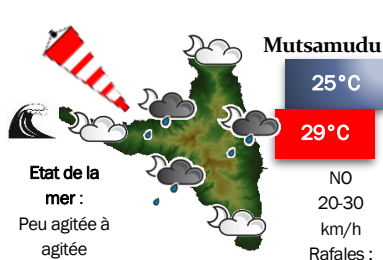 Mutsamudu
25°C
29°C
Etat de la
mer :
Peu agitée à
agitée
NO
20-30
km/h
Rafales :